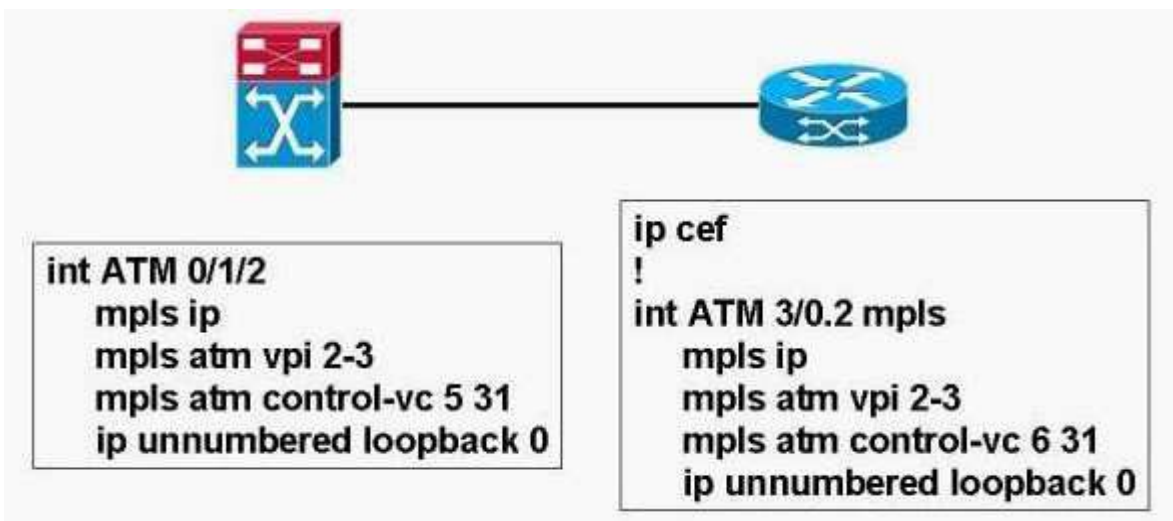 int ATM 0/1/2
mpls ip
mpls atm vpi 2-3
mpls atm control-vc 5 31
ip unnumbered loopback 0
ip cef
!
int ATM 3/0.2 mpls
mpls ip
mpls atm vpi 2-3
mpls atm control-vc 6 31
ip unnumbered loopback 0